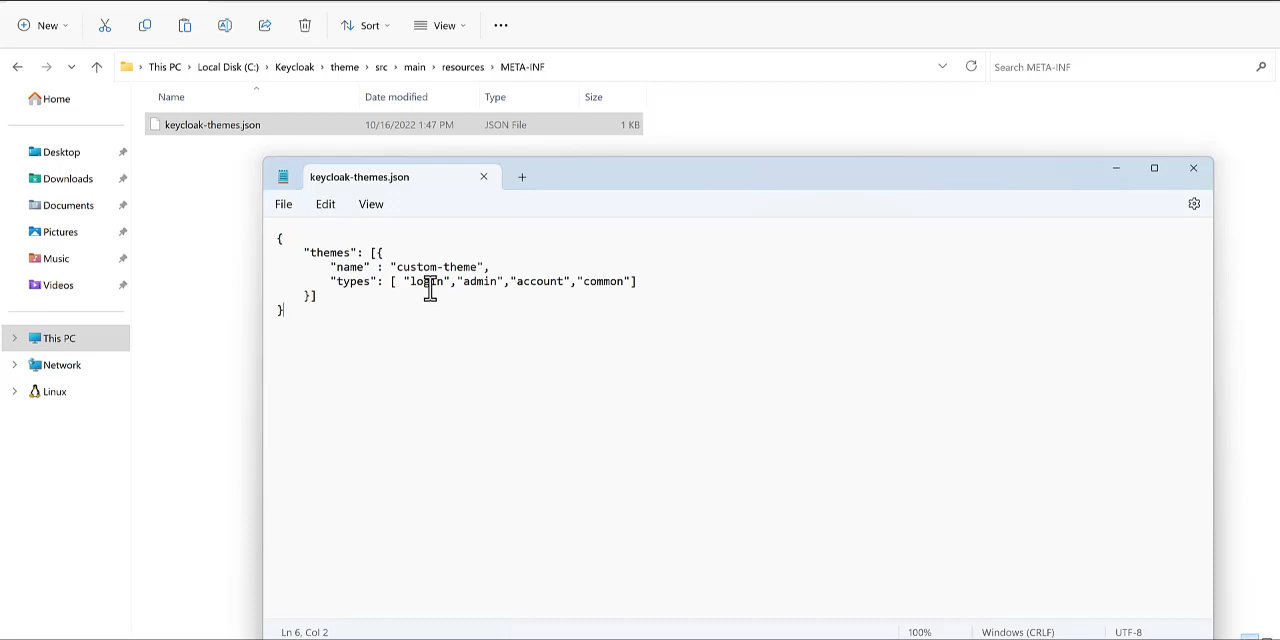 New
Sort
View
This PC
Local Disk (C:)
Keycloak
theme
src
main
resources
META-INF
Search META-INF
Home
Desktop
Downloads
Documents
Pictures
Music
Videos
This PC
Network
Linux
Name Date modified Type Size
keycloak-themes.json 10/16/2022 1:47 PM JSON File 1 KB
keycloak-themes.json
File Edit View
{
"themes": [{
"name" : "custom-theme",
"types": [ "login","admin","account","common"]
}]
}
Ln 6, Col 2 100% Windows (CRLF) UTF-8